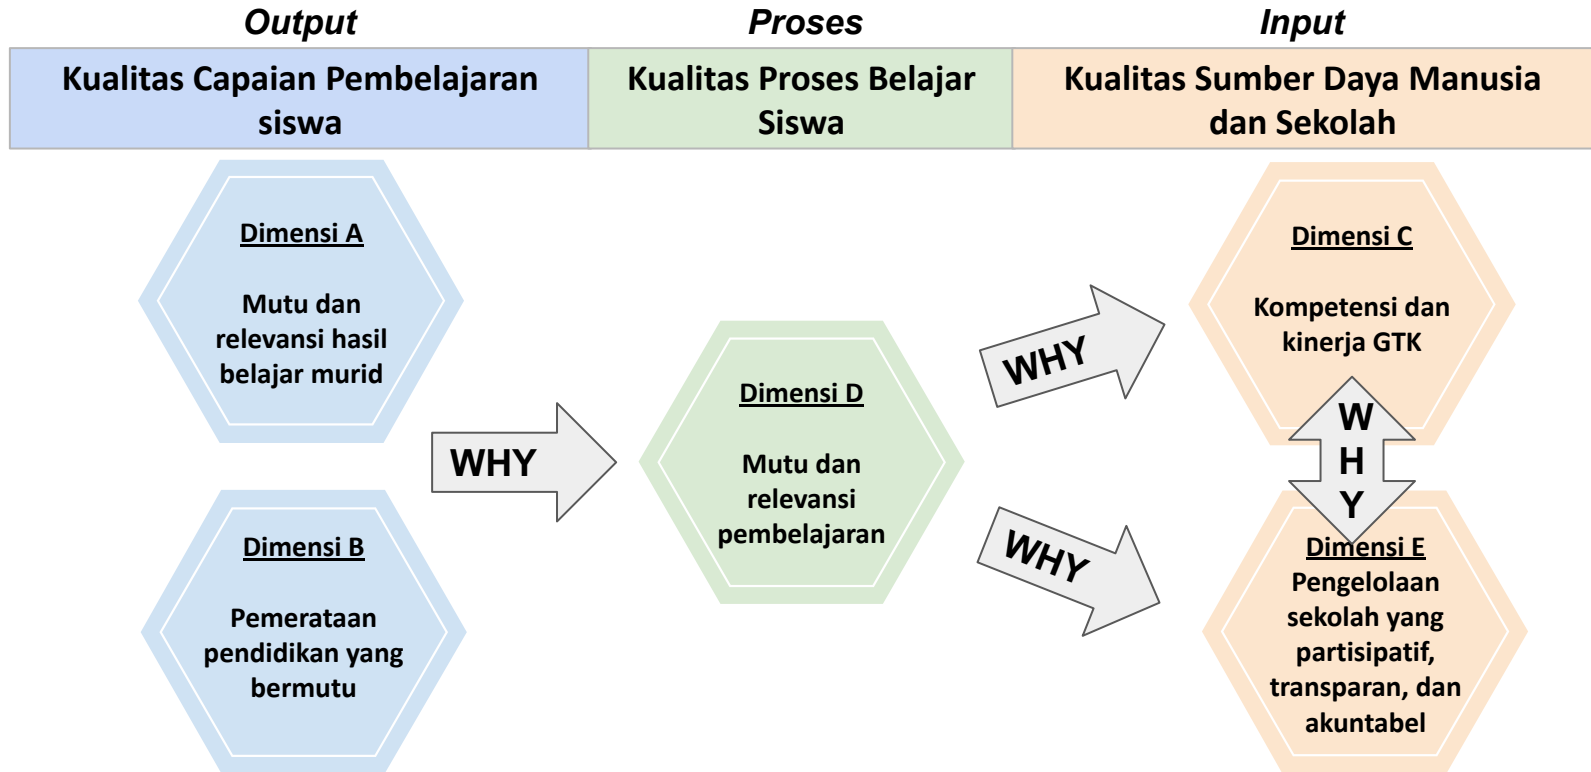 Output
Proses
Input
Kualitas Capaian Pembelajaran
siswa
Kualitas Proses Belajar
Siswa
Kualitas Sumber Daya Manusia
dan Sekolah
Dimensi A
Mutu dan
relevansi hasil
belajar murid
Dimensi B
Pemerataan
pendidikan yang
bermutu
WHY
Dimensi D
Mutu dan
relevansi
pembelajaran
WHY
WHY
Dimensi C
Kompetensi dan
kinerja GTK
W
H
Y
Dimensi E
Pengelolaan
sekolah yang
partisipatif,
transparan, dan
akuntabel